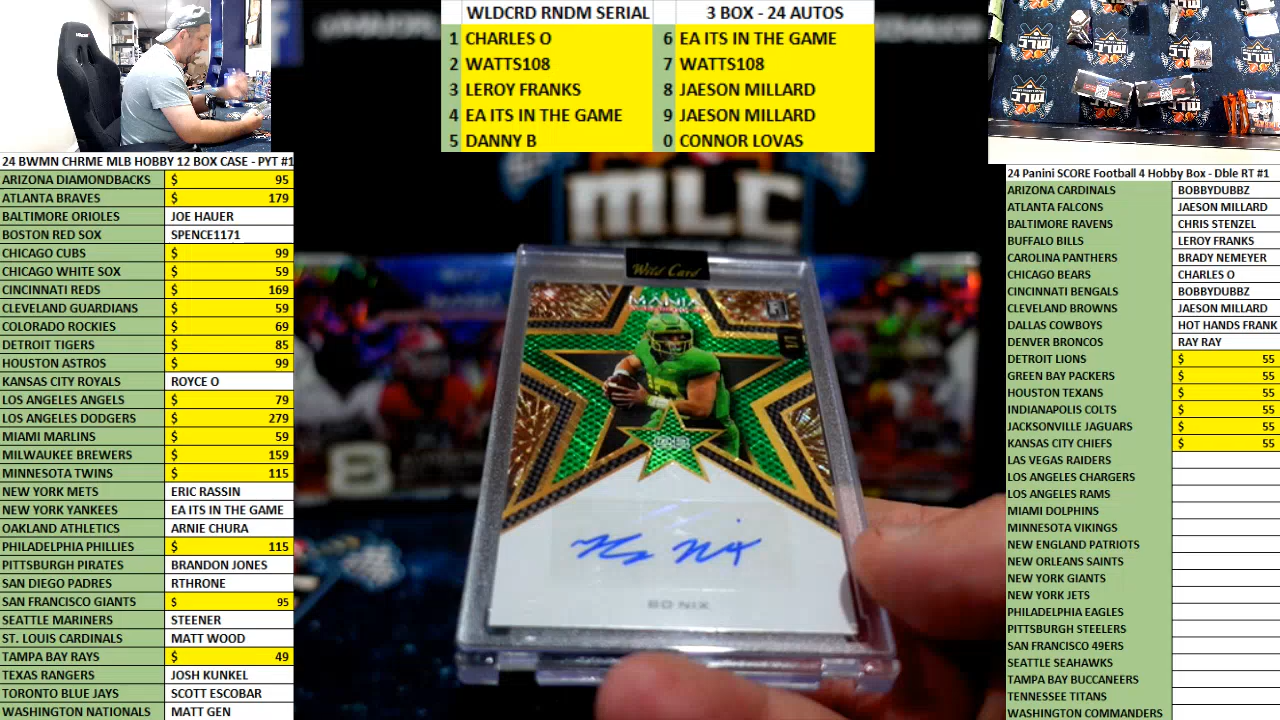 WLDCRD RNDM SERIAL 3 BOX - 24 AUTOS
1 CHARLES O 6 EA ITS IN THE GAME
2 WATTS108 7 WATTS108
3 LEROY FRANKS 8 JAESON MILLARD
4 EA ITS IN THE GAME 9 JAESON MILLARD
5 DANNY B 0 CONNOR LOVAS
24 BWMN CHRME MLB HOBBY 12 BOX CASE - PYT #1
ARIZONA DIAMONDBACKS $ 95
ATLANTA BRAVES $ 179
BALTIMORE ORIOLES JOE HAUER
BOSTON RED SOX SPENCE1171
CHICAGO CUBS $ 99
CHICAGO WHITE SOX $ 59
CINCINNATI REDS $ 169
CLEVELAND GUARDIANS $ 59
COLORADO ROCKIES $ 69
DETROIT TIGERS $ 85
HOUSTON ASTROS $ 99
KANSAS CITY ROYALS ROYCE O
LOS ANGELES ANGELS $ 79
LOS ANGELES DODGERS $ 279
MIAMI MARLINS $ 59
MILWAUKEE BREWERS $ 159
MINNESOTA TWINS $ 115
NEW YORK METS ERIC RASSIN
NEW YORK YANKEES EA ITS IN THE GAME
OAKLAND ATHLETICS ARNIE CHURA
PHILADELPHIA PHILLIES $ 115
PITTSBURGH PIRATES BRANDON JONES
SAN DIEGO PADRES RTHRONE
SAN FRANCISCO GIANTS $ 95
SEATTLE MARINERS STEENER
ST. LOUIS CARDINALS MATT WOOD
TAMPA BAY RAYS $ 49
TEXAS RANGERS JOSH KUNKEL
TORONTO BLUE JAYS SCOTT ESCOBAR
WASHINGTON NATIONALS MATT GEN
MLC
Wild Card
MANIA
BO NIX
24 Panini SCORE Football 4 Hobby Box - Dble RT #1
ARIZONA CARDINALS BOBBYDUBBZ
ATLANTA FALCONS JAESON MILLARD
BALTIMORE RAVENS CHRIS STENZEL
BUFFALO BILLS LEROY FRANKS
CAROLINA PANTHERS BRADY NEMEYER
CHICAGO BEARS CHARLES O
CINCINNATI BENGALS BOBBYDUBBZ
CLEVELAND BROWNS JAESON MILLARD
DALLAS COWBOYS HOT HANDS FRANK
DENVER BRONCOS RAY RAY
DETROIT LIONS $ 55
GREEN BAY PACKERS $ 55
HOUSTON TEXANS $ 55
INDIANAPOLIS COLTS $ 55
JACKSONVILLE JAGUARS $ 55
KANSAS CITY CHIEFS $ 55
LAS VEGAS RAIDERS
LOS ANGELES CHARGERS
LOS ANGELES RAMS
MIAMI DOLPHINS
MINNESOTA VIKINGS
NEW ENGLAND PATRIOTS
NEW ORLEANS SAINTS
NEW YORK GIANTS
NEW YORK JETS
PHILADELPHIA EAGLES
PITTSBURGH STEELERS
SAN FRANCISCO 49ERS
SEATTLE SEAHAWKS
TAMPA BAY BUCCANEERS
TENNESSEE TITANS
WASHINGTON COMMANDERS